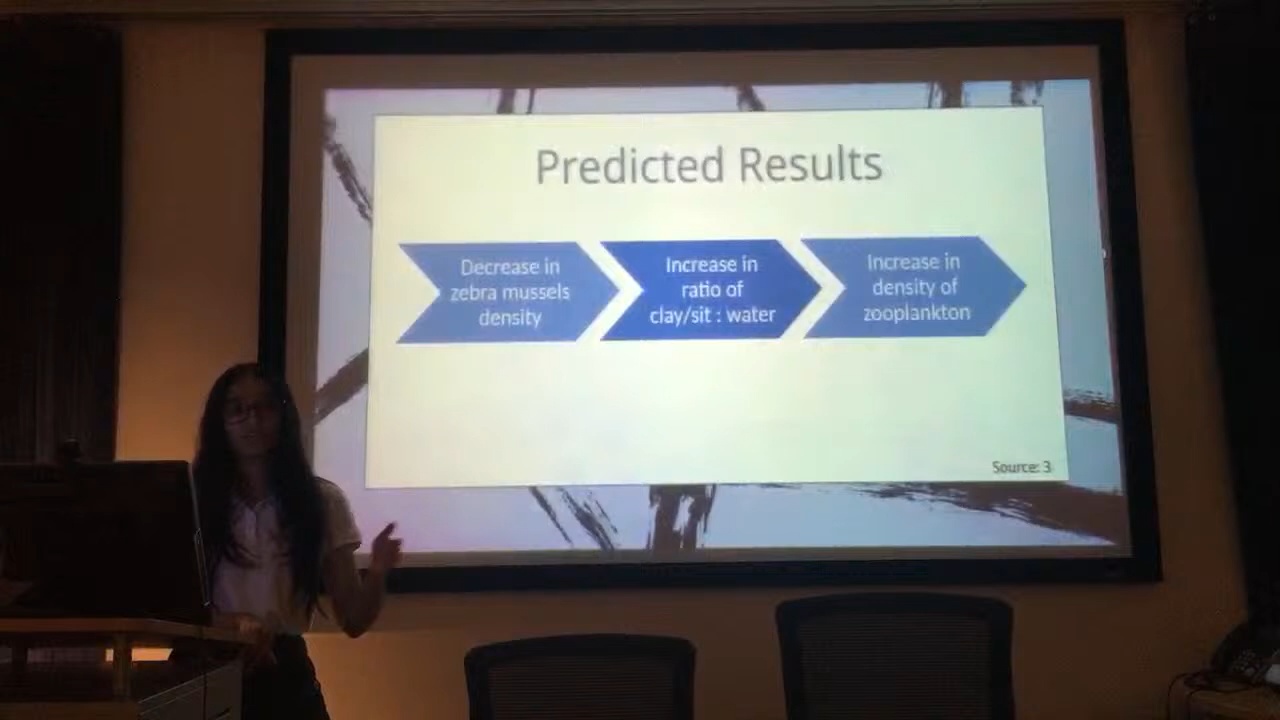 Predicted Results
Decrease in
zebra mussels
density
Increase in
ratio of
clay/sit : water
Increase in
density of
zooplankton
Source: 3